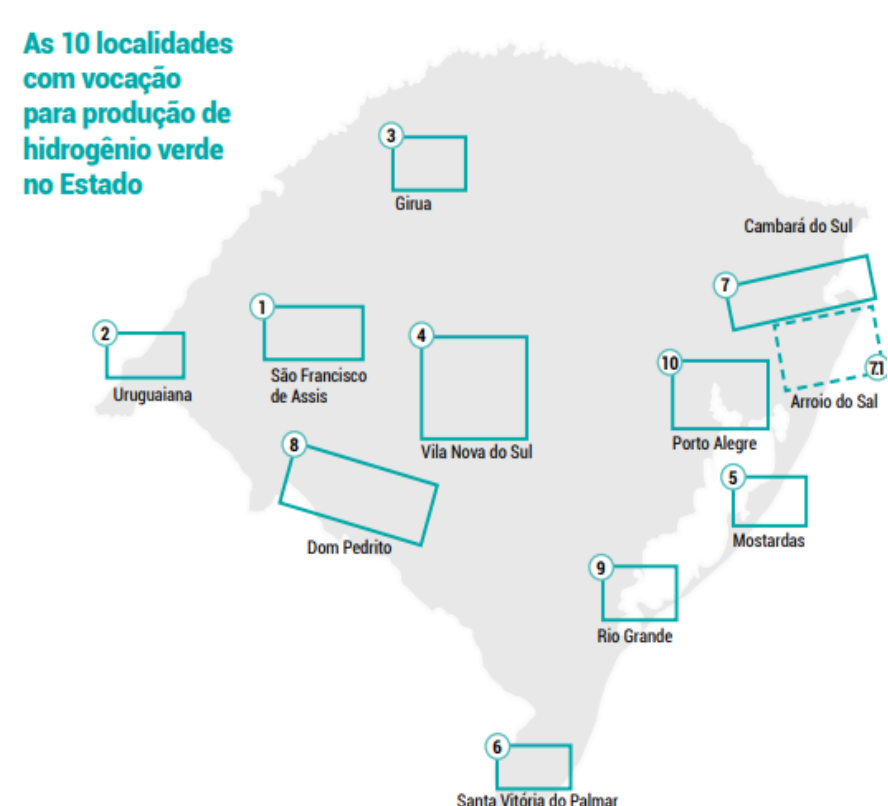 As 10 localidades
com vocação
para produção de
hidrogênio verde
no Estado
3
Girua
Cambará do Sul
7
1
2
4
São Francisco
de Assis
Uruguaiana
10
7.1
Arroio do Sal
Porto Alegre
8
Vila Nova do Sul
5
Dom Pedrito
Mostardas
9
Rio Grande
6
Santa Vitória do Palmar